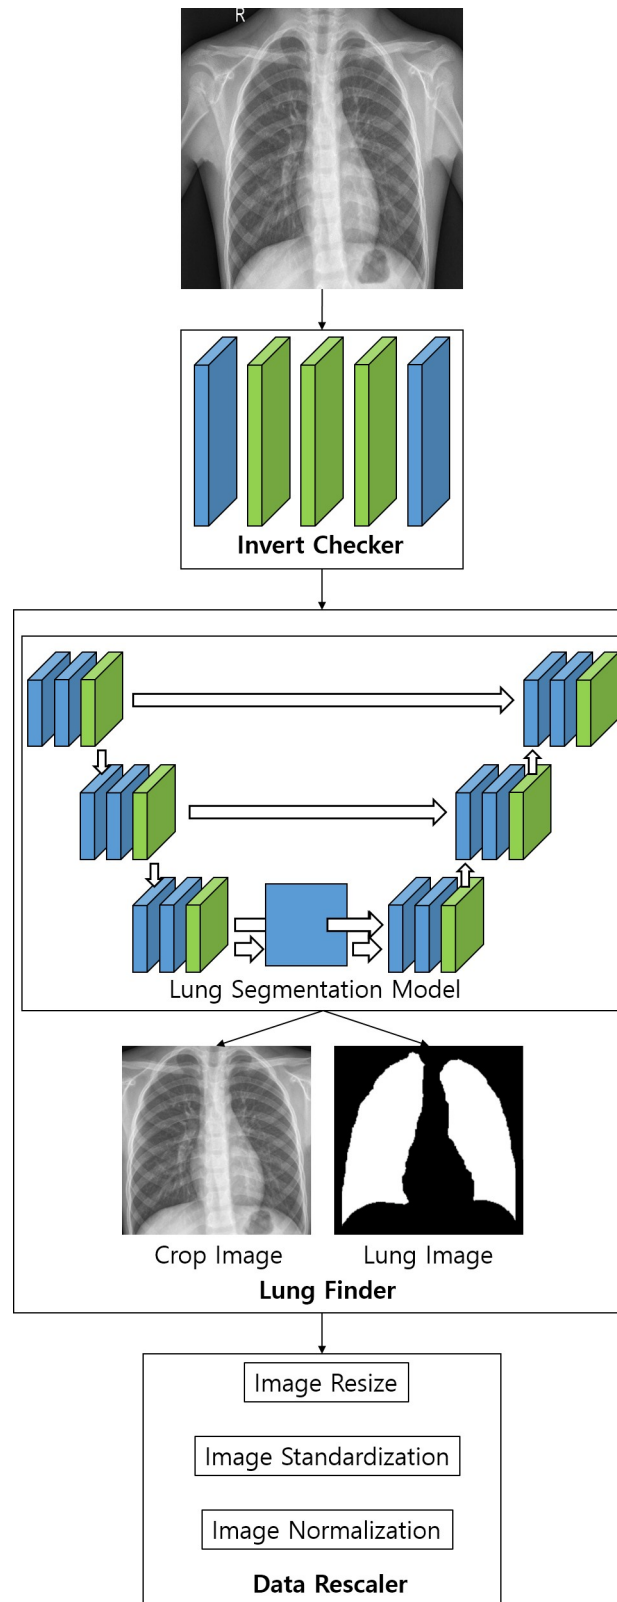 R
Invert Checker
Lung Segmentation Model
Crop Image
Lung Image
Lung Finder
Image Resize
Image Standardization
Image Normalization
Data Rescaler